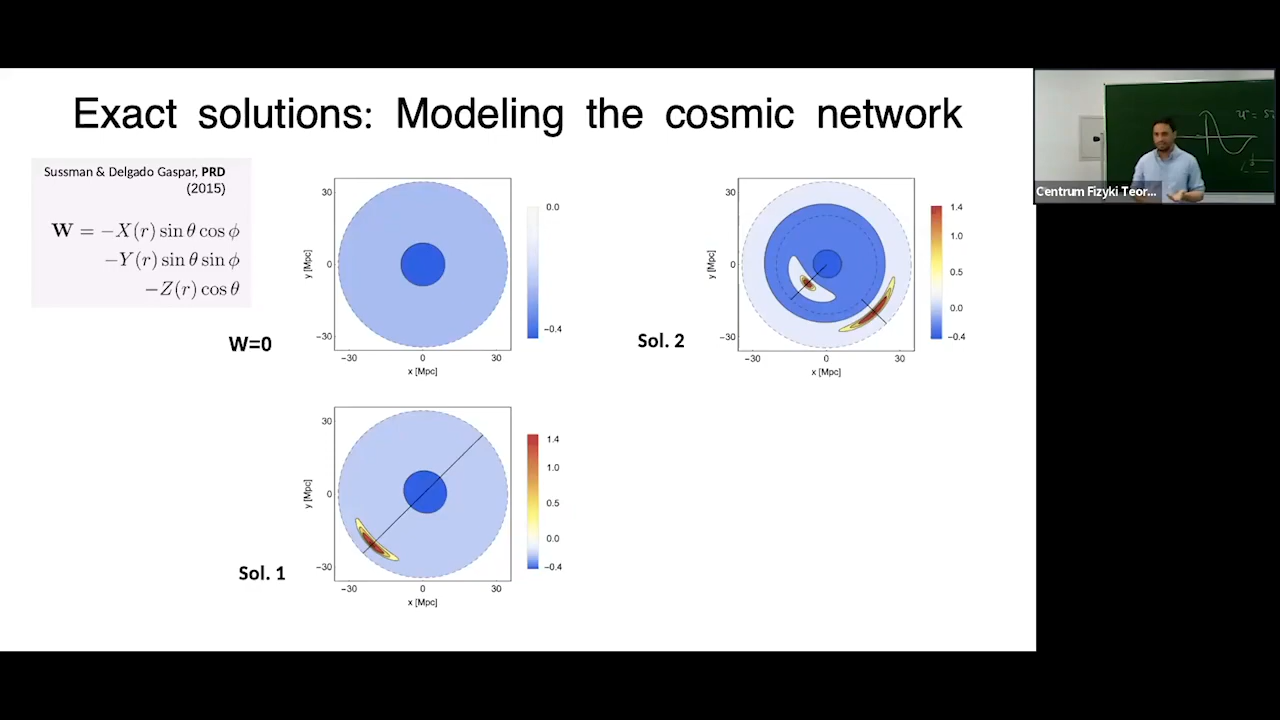 Exact solutions: Modeling the cosmic network
Sussman & Delgado Gaspar, PRD
(2015)
W = −X(r) sin θ cos ϕ
−Y(r) sin θ sin ϕ
−Z(r) cos θ
W=0
30
0
−30
y [Mpc]
−30 0 30
x [Mpc]
0.0
−0.4
Sol. 2
30
0
−30
y [Mpc]
−30 0 30
x [Mpc]
1.4
1.0
0.5
0.0
−0.4
Sol. 1
30
0
−30
y [Mpc]
−30 0 30
x [Mpc]
1.4
1.0
0.5
0.0
−0.4
Centrum Fizyki Teor...